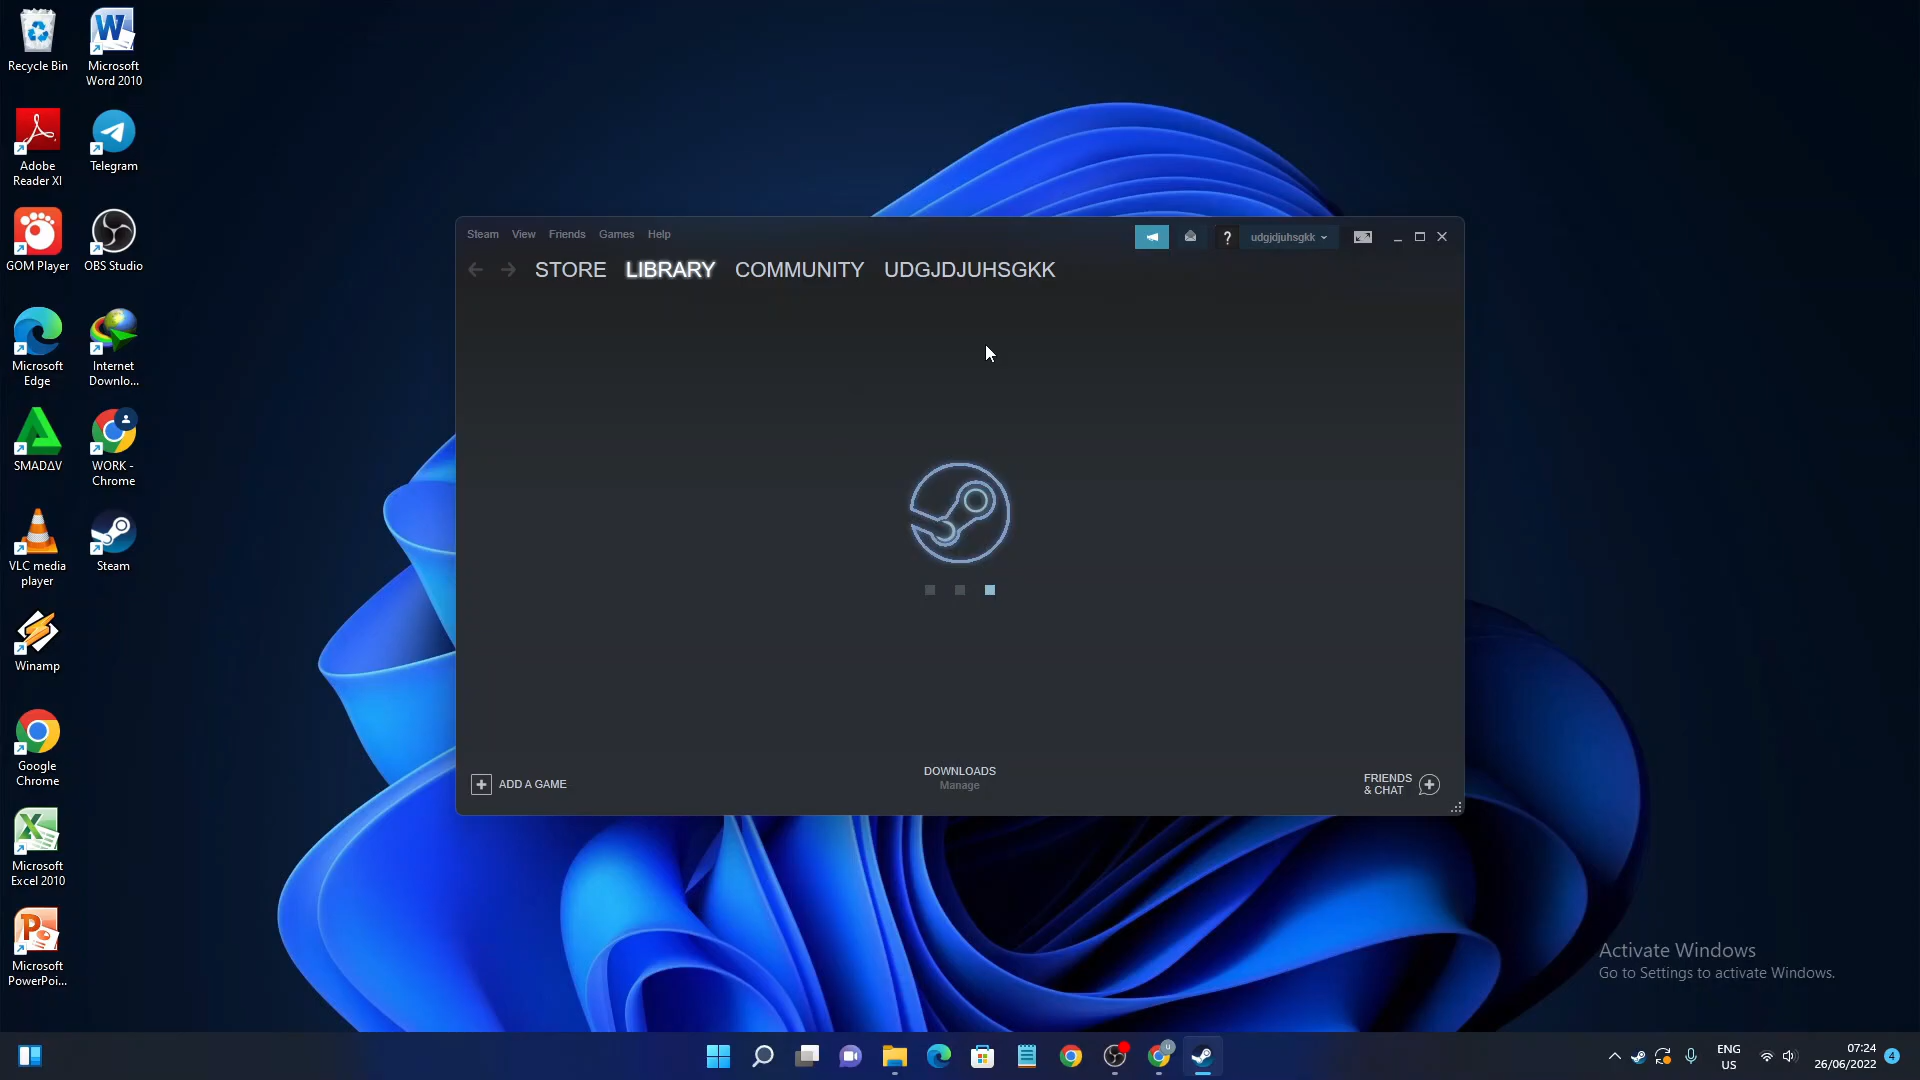 Recycle Bin
Microsoft
Word 2010
Adobe
Reader XI
Telegram
GOM Player
OBS Studio
Microsoft
Edge
Internet
Downlo...
SMADΔV
WORK -
Chrome
VLC media
player
Steam
Winamp
Google
Chrome
Microsoft
Excel 2010
Microsoft
PowerPoi...
Steam View Friends Games Help
? udgjdjuhsgkk
STORE LIBRARY COMMUNITY UDGJDJUHSGKK
ADD A GAME
DOWNLOADS
Manage
FRIENDS
& CHAT
Activate Windows
Go to Settings to activate Windows.
u
ENG
US
07:24
26/06/2022
4